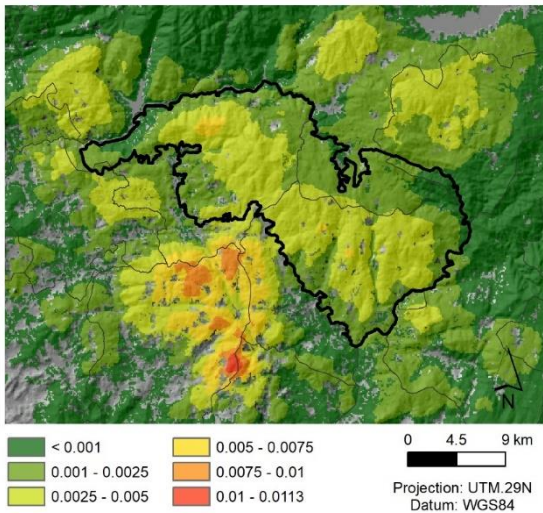 N
< 0.001
0.001 - 0.0025
0.0025 - 0.005
0.005 - 0.0075
0.0075 - 0.01
0.01 - 0.0113
0 4.5 9 km
Projection: UTM.29N
Datum: WGS84